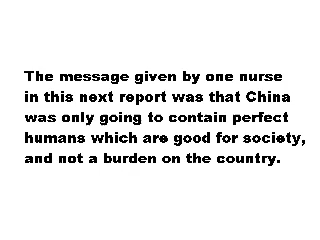 The message given by one nurse
in this next report was that China
was only going to contain perfect
humans which are good for society,
and not a burden on the country.